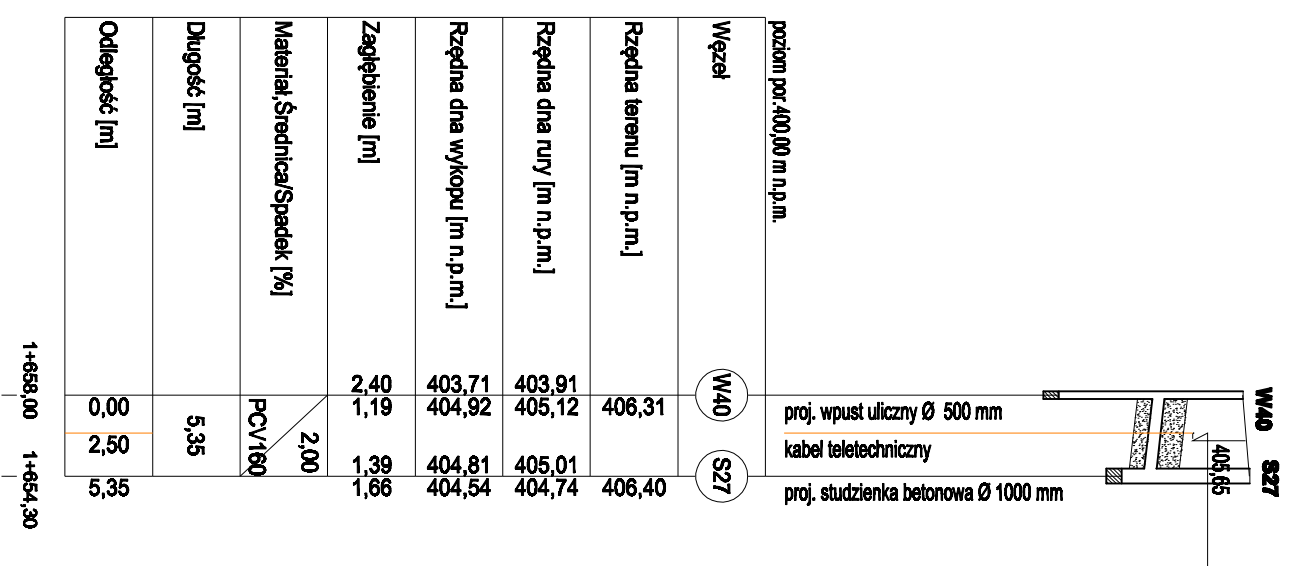 poziom por.400,00 m n.p.m.
Węzeł
Rzędna terenu [m n.p.m.]
Rzędna dna rury [m n.p.m.]
Rzędna dna wykopu [m n.p.m.]
Zagłębienie [m]
Materiał,Średnica/Spadek [%]
Długość [m]
Odległość [m]
W40
S27
405,65
proj. wpust uliczny Ø 500 mm
kabel teletechniczny
proj. studzienka betonowa Ø 1000 mm
W40
S27
406,31
406,40
403,91
405,12
405,01
404,74
403,71
404,92
404,81
404,54
2,40
1,19
1,39
1,66
2,00
PCV160
5,35
0,00
2,50
5,35
1+658,00
1+654,30